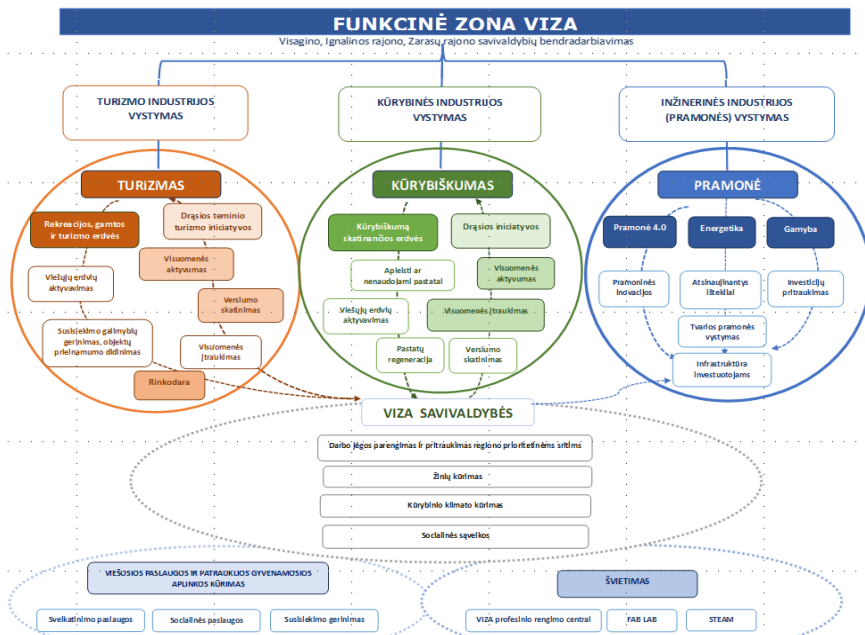 FUNKCINĖ ZONA VIZA
Visagino, Ignalinos rajono, Zarasų rajono savivaldybių bendradarbiavimas
TURIZMO INDUSTRIJOS
VYSTYMAS
KŪRYBINĖS INDUSTRIJOS
VYSTYMAS
INŽINERINĖS INDUSTRIJOS
(PRAMONĖS) VYSTYMAS
TURIZMAS
Rekreacijos, gamtos
ir turizmo erdvės
Drąsios teminio
turizmo iniciatyvos
Viešųjų erdvių
aktyvavimas
Visuomenės
aktyvumas
Verslumo
skatinimas
Susisiekimo galimybių
gerinimas, objektų
prieinamumo didinimas
Visuomenės
įtraukimas
Rinkodara
KŪRYBIŠKUMAS
Kūrybiškumą
skatinančios erdvės
Drąsios iniciatyvos
Apleisti ar
nenaudojami pastatai
Visuomenės
aktyvumas
Viešųjų erdvių
aktyvavimas
Visuomenės įtraukimas
Pastatų
regeneracija
Verslumo
skatinimas
PRAMONĖ
Pramonė 4.0
Energetika
Gamyba
Pramoninės
inovacijos
Atsinaujinantys
ištekliai
Investicijų
pritraukimas
Tvarios pramonės
vystymas
Infrastruktūra
investuotojams
VIZA SAVIVALDYBĖS
Darbo jėgos parengimas ir pritraukimas regiono prioritetinėms sritims
Žinių kūrimas
Kūrybinio klimato kūrimas
Socialinės sąveikos
VIEŠOSIOS PASLAUGOS IR PATRAUKLIOS GYVENAMOSIOS
APLINKOS KŪRIMAS
Sveikatinimo paslaugos
Socialinės paslaugos
Susisiekimo gerinimas
ŠVIETIMAS
VIZA profesinio rengimo centrai
FAB LAB
STEAM